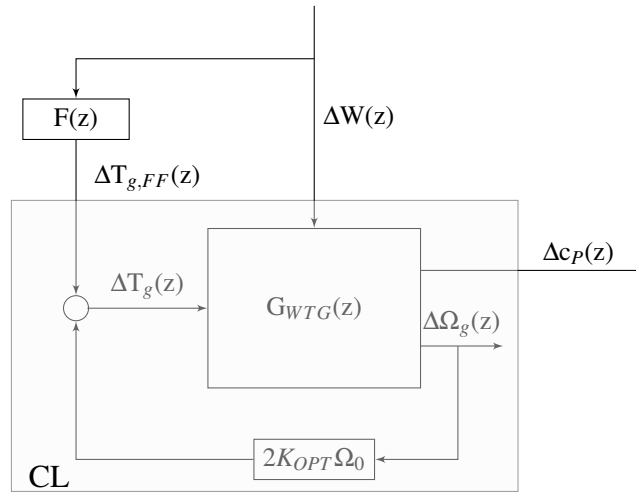 F(z)
ΔW(z)
ΔT_{g,FF}(z)
Δc_P(z)
ΔT_g(z)
G_{WTG}(z)
ΔΩ_g(z)
2K_{OPT}Ω_0
CL